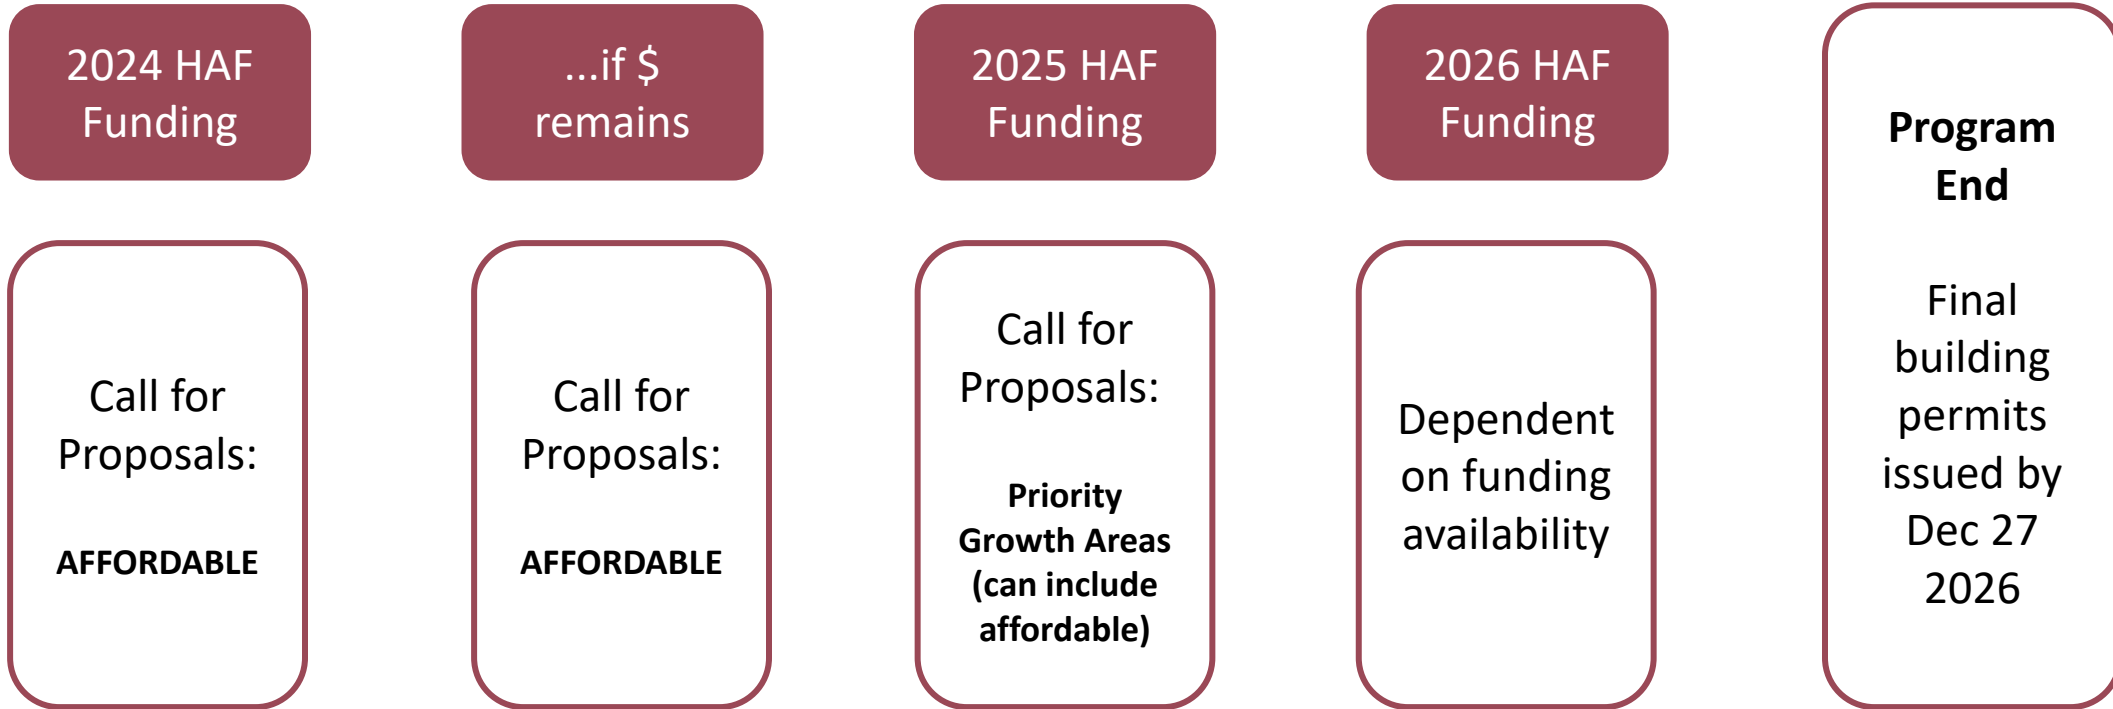 2024 HAF
Funding
...if $
remains
2025 HAF
Funding
2026 HAF
Funding
Call for
Proposals:
AFFORDABLE
Call for
Proposals:
AFFORDABLE
Call for
Proposals:
Priority
Growth Areas
(can include
affordable)
Dependent
on funding
availability
Program
End
Final
building
permits
issued by
Dec 27
2026